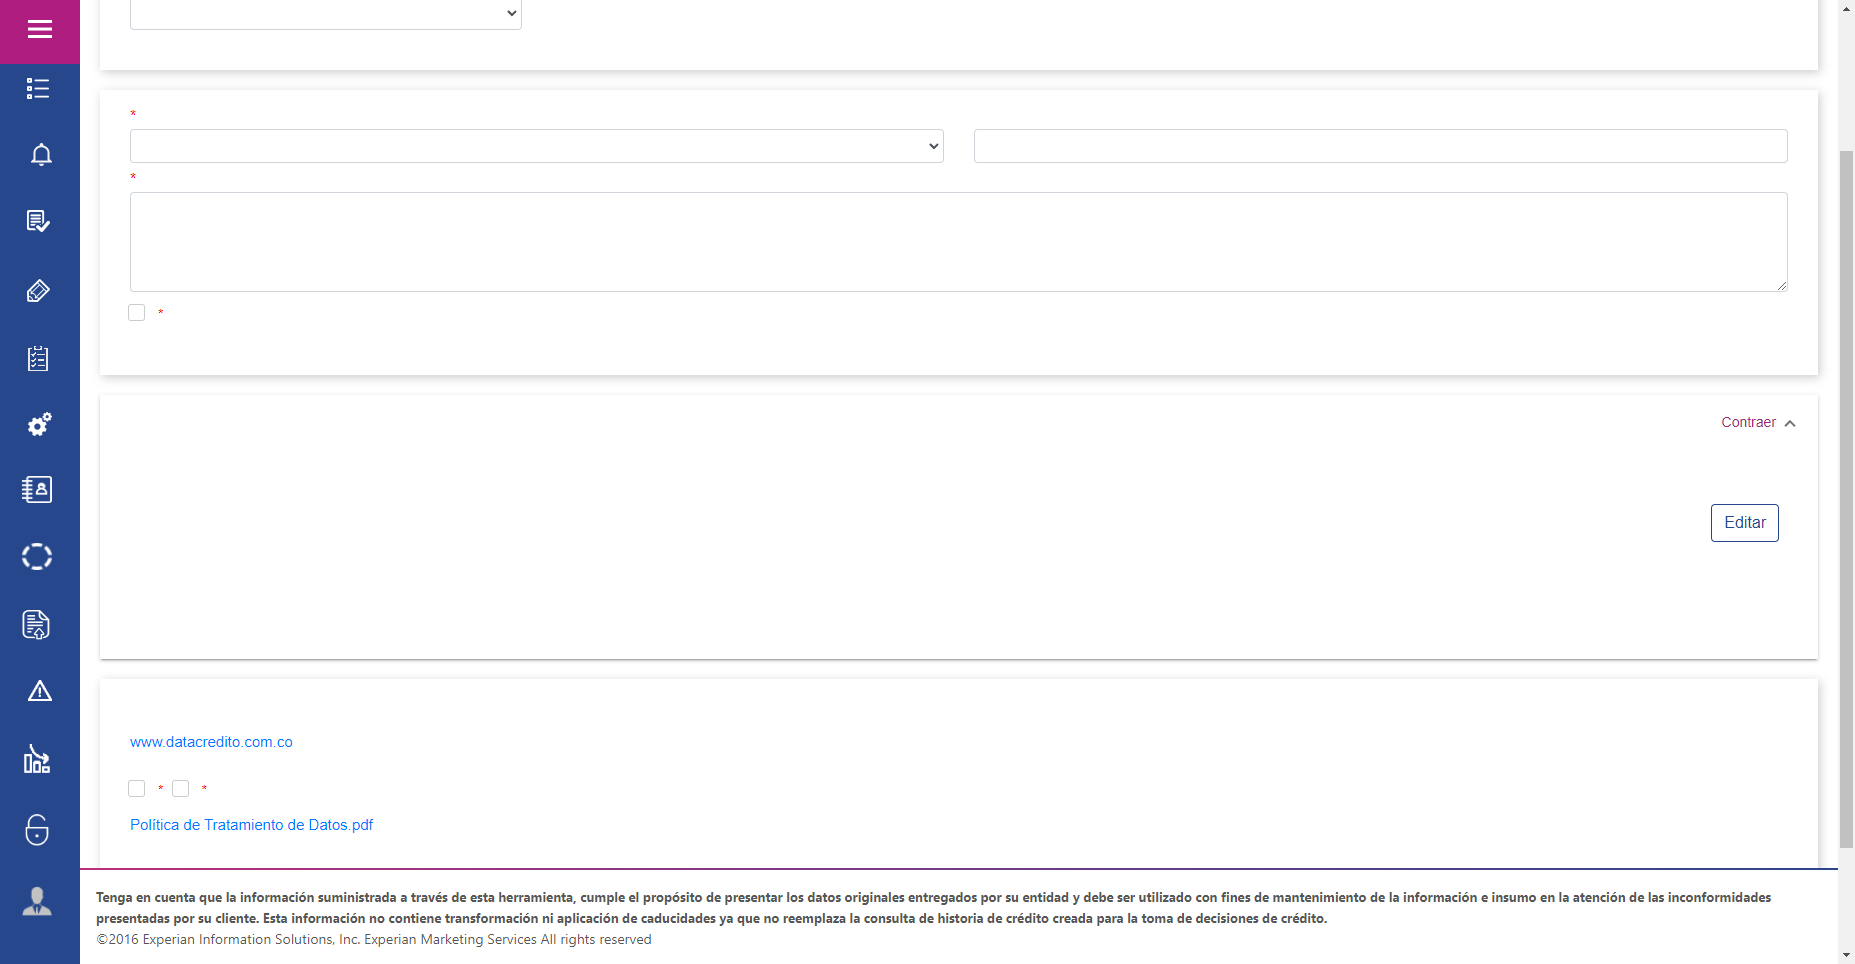 *
*
*
Contraer
Editar
www.datacredito.com.co
* *
Política de Tratamiento de Datos.pdf
Tenga en cuenta que la información suministrada a través de esta herramienta, cumple el propósito de presentar los datos originales entregados por su entidad y debe ser utilizado con fines de mantenimiento de la información e insumo en la atención de las inconformidades
presentadas por su cliente. Esta información no contiene transformación ni aplicación de caducidades ya que no reemplaza la consulta de historia de crédito creada para la toma de decisiones de crédito.
©2016 Experian Information Solutions, Inc. Experian Marketing Services All rights reserved